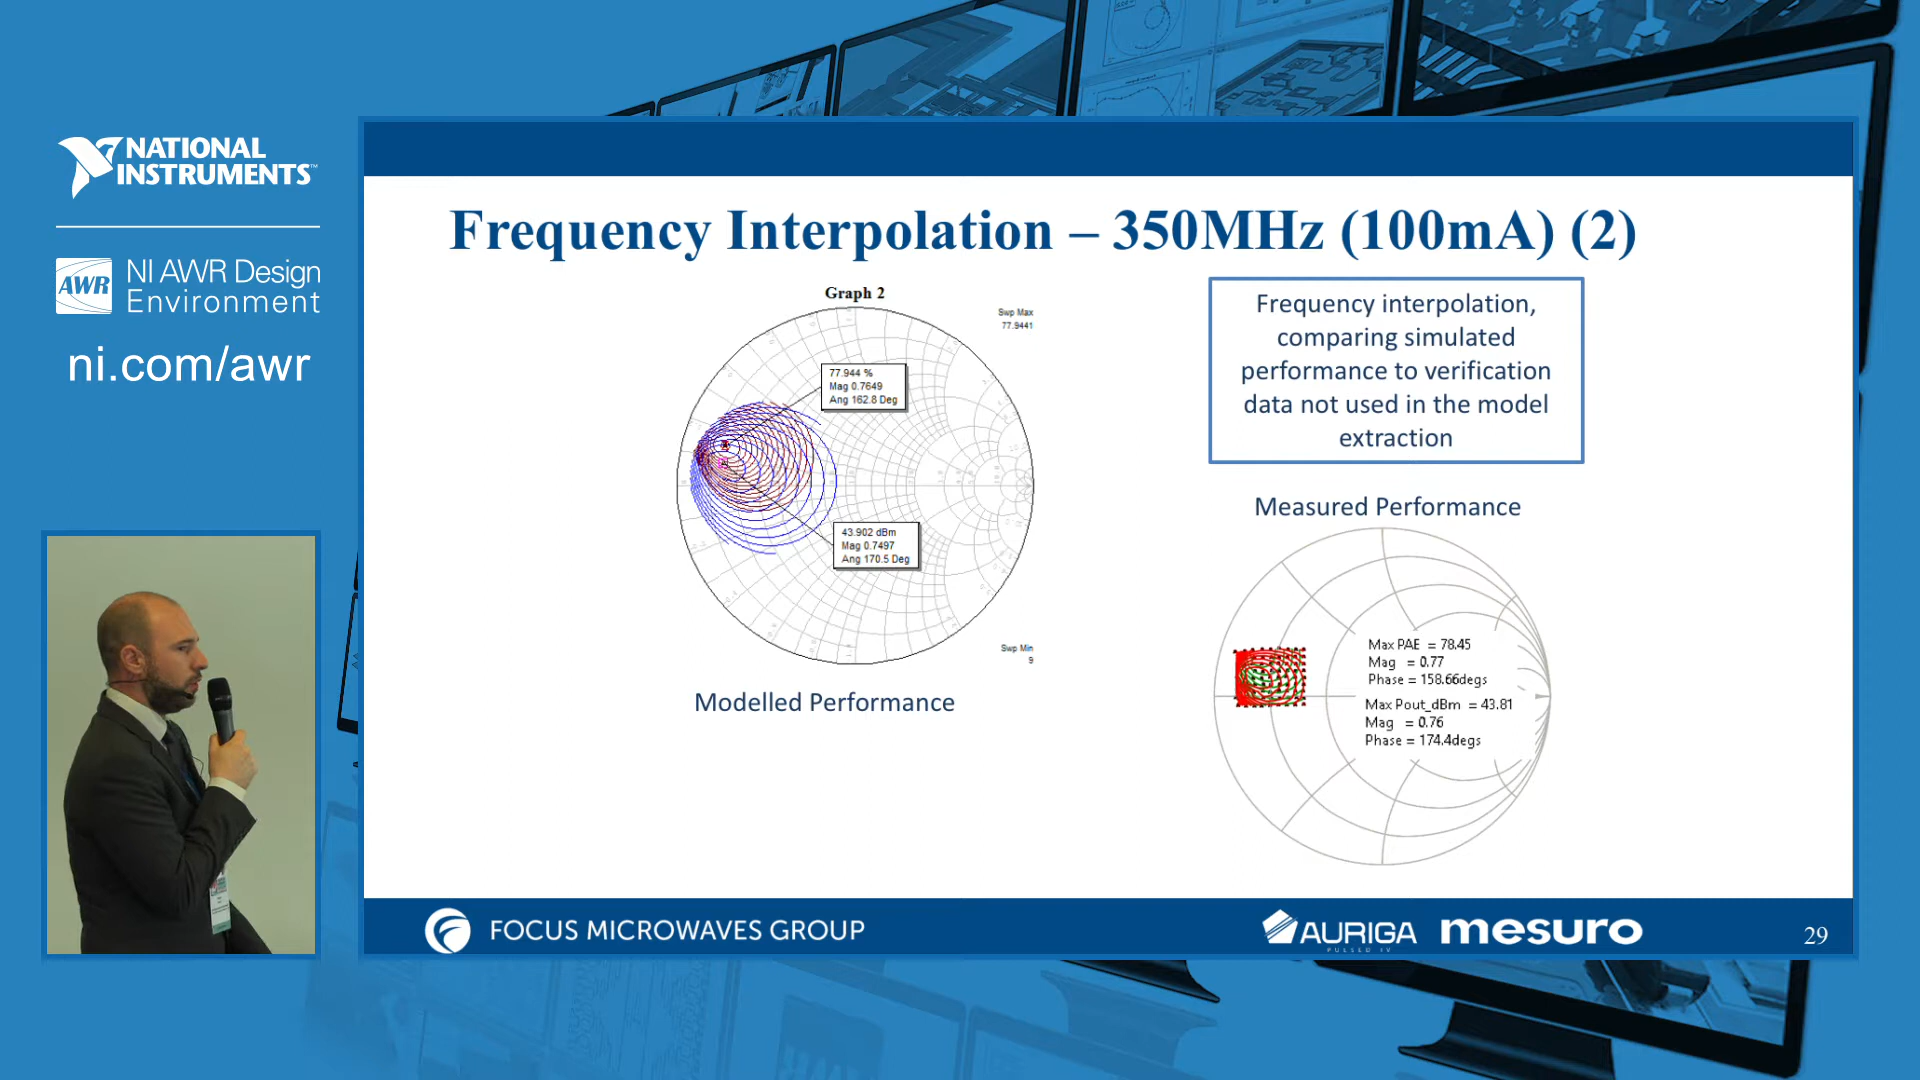 NATIONAL
INSTRUMENTS™
AWR
NI AWR Design
Environment
ni.com/awr
Frequency Interpolation – 350MHz (100mA) (2)
Graph 2
Swp Max
77.9441
77.944 %
Mag 0.7649
Ang 162.8 Deg
43.902 dBm
Mag 0.7497
Ang 170.5 Deg
Swp Min
9
Modelled Performance
Frequency interpolation,
comparing simulated
performance to verification
data not used in the model
extraction
Measured Performance
Max PAE = 78.45
Mag = 0.77
Phase = 158.66degs
Max Pout_dBm = 43.81
Mag = 0.76
Phase = 174.4degs
FOCUS MICROWAVES GROUP
AURIGA
PULSED IV
mesuro
29